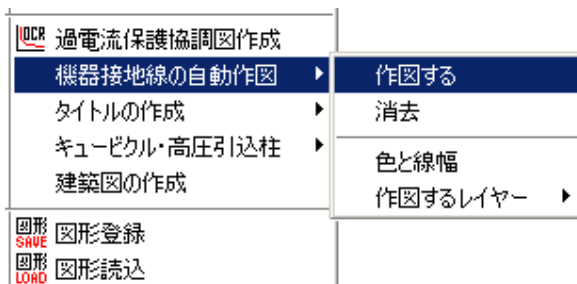 OCR 過電流保護協調図作成
機器接地線の自動作図
タイトルの作成
キュービクル・高圧引込柱
建築図の作成
図形 SAVE 図形登録
図形 LOAD 図形読込
作図する
消去
色と線幅
作図するレイヤー